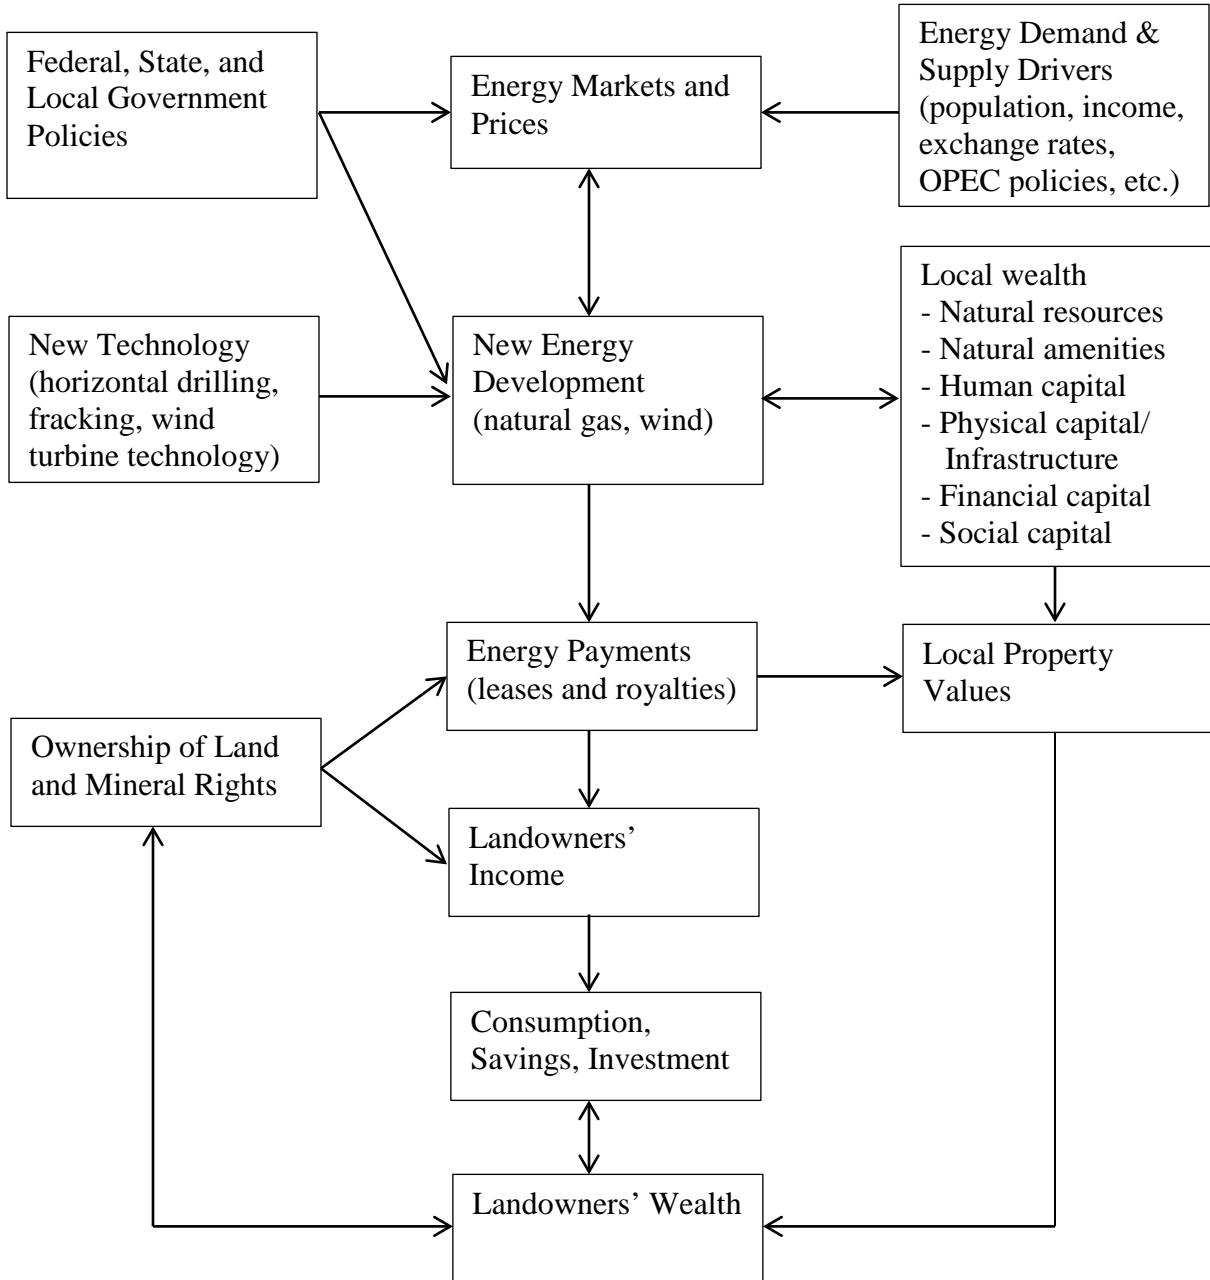 Federal, State, and
Local Government
Policies
Energy Markets and
Prices
Energy Demand &
Supply Drivers
(population, income,
exchange rates,
OPEC policies, etc.)
New Technology
(horizontal drilling,
fracking, wind
turbine technology)
New Energy
Development
(natural gas, wind)
Local wealth
- Natural resources
- Natural amenities
- Human capital
- Physical capital/
Infrastructure
- Financial capital
- Social capital
Energy Payments
(leases and royalties)
Local Property
Values
Ownership of Land
and Mineral Rights
Landowners’
Income
Consumption,
Savings, Investment
Landowners’ Wealth